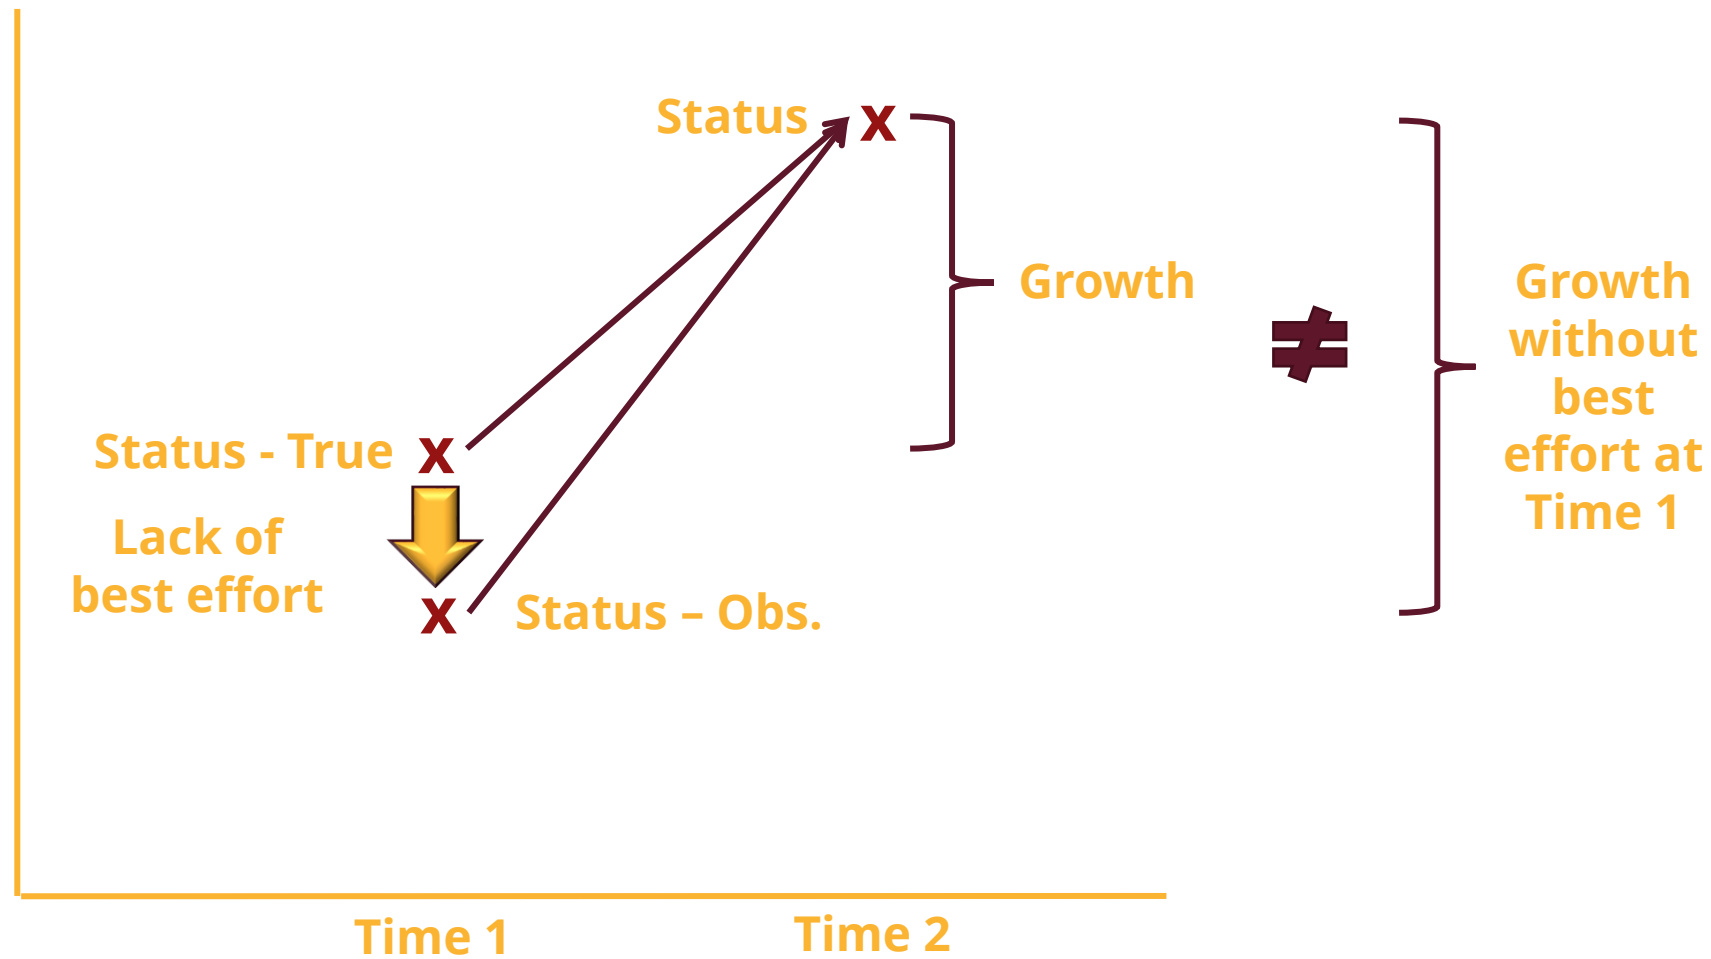 Status x
Growth
Growth
without
best
effort at
Time 1
≠
Status - True x
Lack of
best effort
x Status – Obs.
Time 1
Time 2